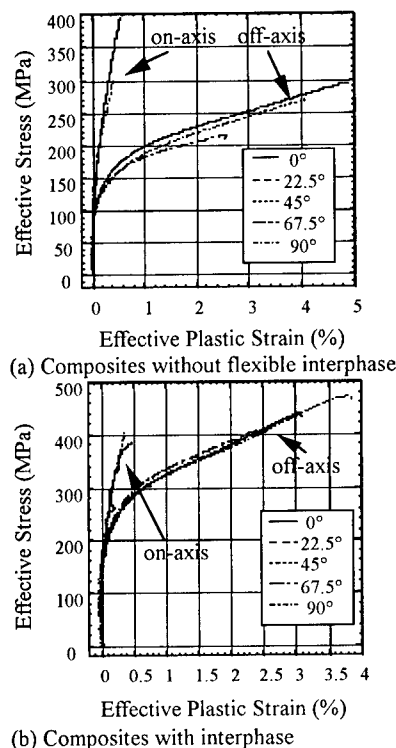 400
350
300
250
200
150
100
50
0
Effective Stress (MPa)
on-axis
off-axis
0°
22.5°
45°
67.5°
90°
0 1 2 3 4 5
Effective Plastic Strain (%)
(a) Composites without flexible interphase
500
400
300
200
100
0
Effective Stress (MPa)
off-axis
on-axis
0°
22.5°
45°
67.5°
90°
0 0.5 1 1.5 2 2.5 3 3.5 4
Effective Plastic Strain (%)
(b) Composites with interphase